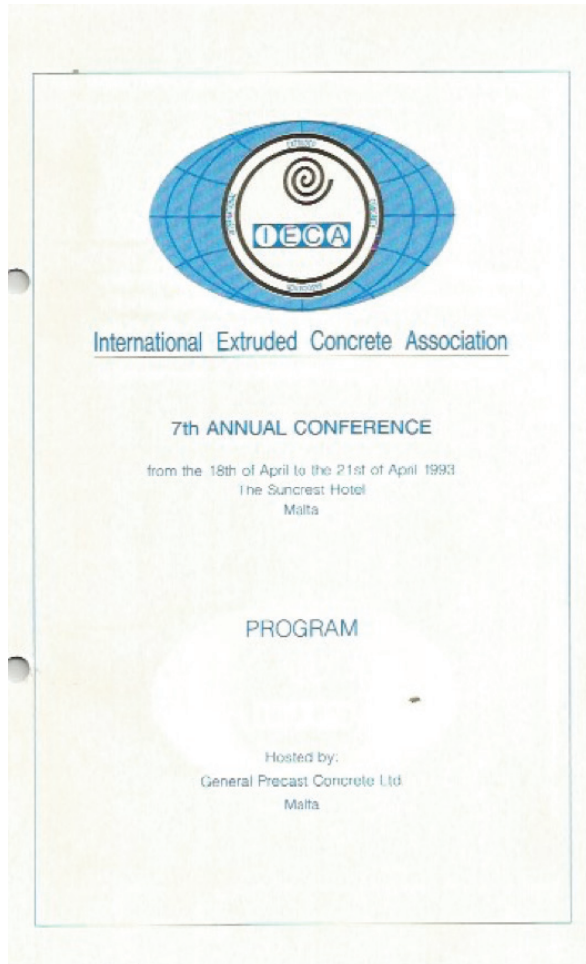 IECA
International Extruded Concrete Association
7th ANNUAL CONFERENCE
from the 18th of April to the 21st of April 1993
The Suncrest Hotel
Malta
PROGRAM
Hosted by:
General Precast Concrete Ltd.
Malta